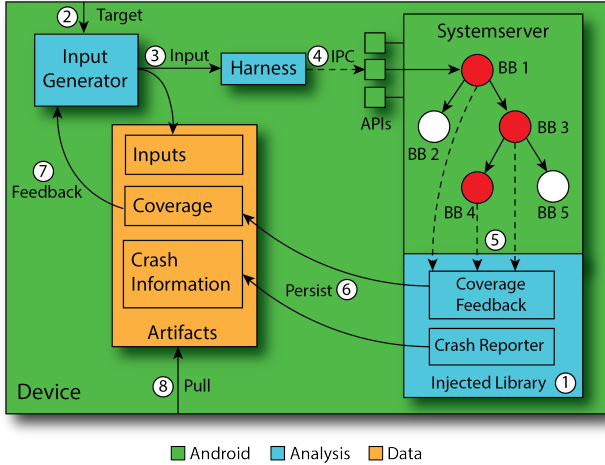 2 Target
Input
Generator
3 Input
Harness
4 IPC
APIs
Systemserver
BB 1
BB 2
BB 3
BB 4
BB 5
5
7
Feedback
Inputs
Coverage
Crash
Information
Artifacts
Persist 6
Coverage
Feedback
Crash Reporter
Injected Library 1
8 Pull
Device
Android Analysis Data